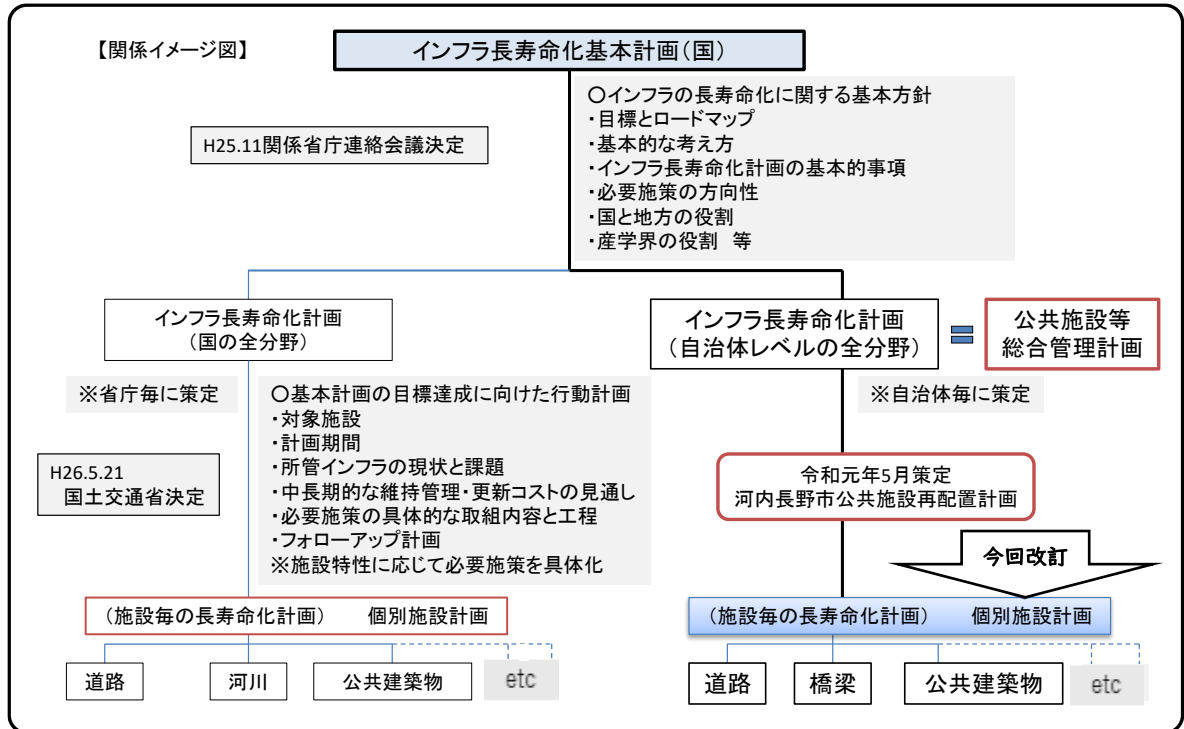 【関係イメージ図】
インフラ長寿命化基本計画(国)
H25.11関係省庁連絡会議決定
○インフラの長寿命化に関する基本方針
・目標とロードマップ
・基本的な考え方
・インフラ長寿命化計画の基本的事項
・必要施策の方向性
・国と地方の役割
・産学界の役割 等
インフラ長寿命化計画
(国の全分野)
インフラ長寿命化計画
(自治体レベルの全分野)
=
公共施設等
総合管理計画
※省庁毎に策定
※自治体毎に策定
H26.5.21
国土交通省決定
○基本計画の目標達成に向けた行動計画
・対象施設
・計画期間
・所管インフラの現状と課題
・中長期的な維持管理・更新コストの見通し
・必要施策の具体的な取組内容と工程
・フォローアップ計画
※施設特性に応じて必要施策を具体化
令和元年5月策定
河内長野市公共施設再配置計画
今回改訂
(施設毎の長寿命化計画) 個別施設計画
(施設毎の長寿命化計画) 個別施設計画
道路 河川 公共建築物 etc
道路 橋梁 公共建築物 etc